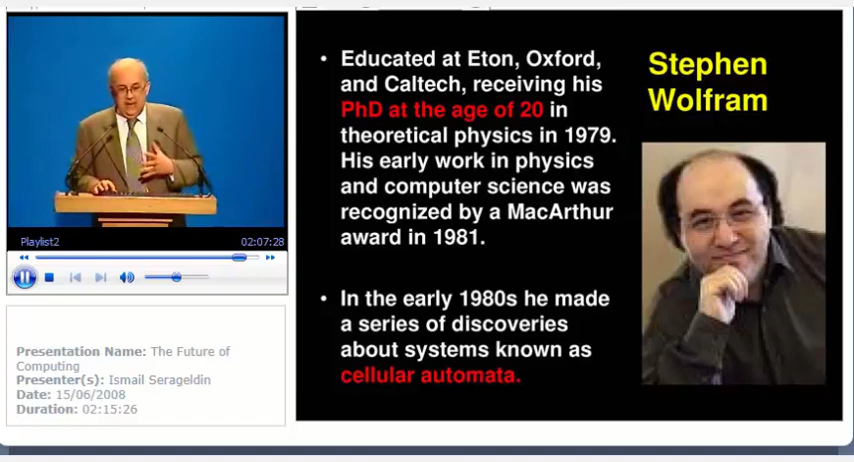 Playlist2 02:07:28
Presentation Name: The Future of
Computing
Presenter(s): Ismail Serageldin
Date: 15/06/2008
Duration: 02:15:26
• Educated at Eton, Oxford,
and Caltech, receiving his
PhD at the age of 20 in
theoretical physics in 1979.
His early work in physics
and computer science was
recognized by a MacArthur
award in 1981.
• In the early 1980s he made
a series of discoveries
about systems known as
cellular automata.
Stephen
Wolfram